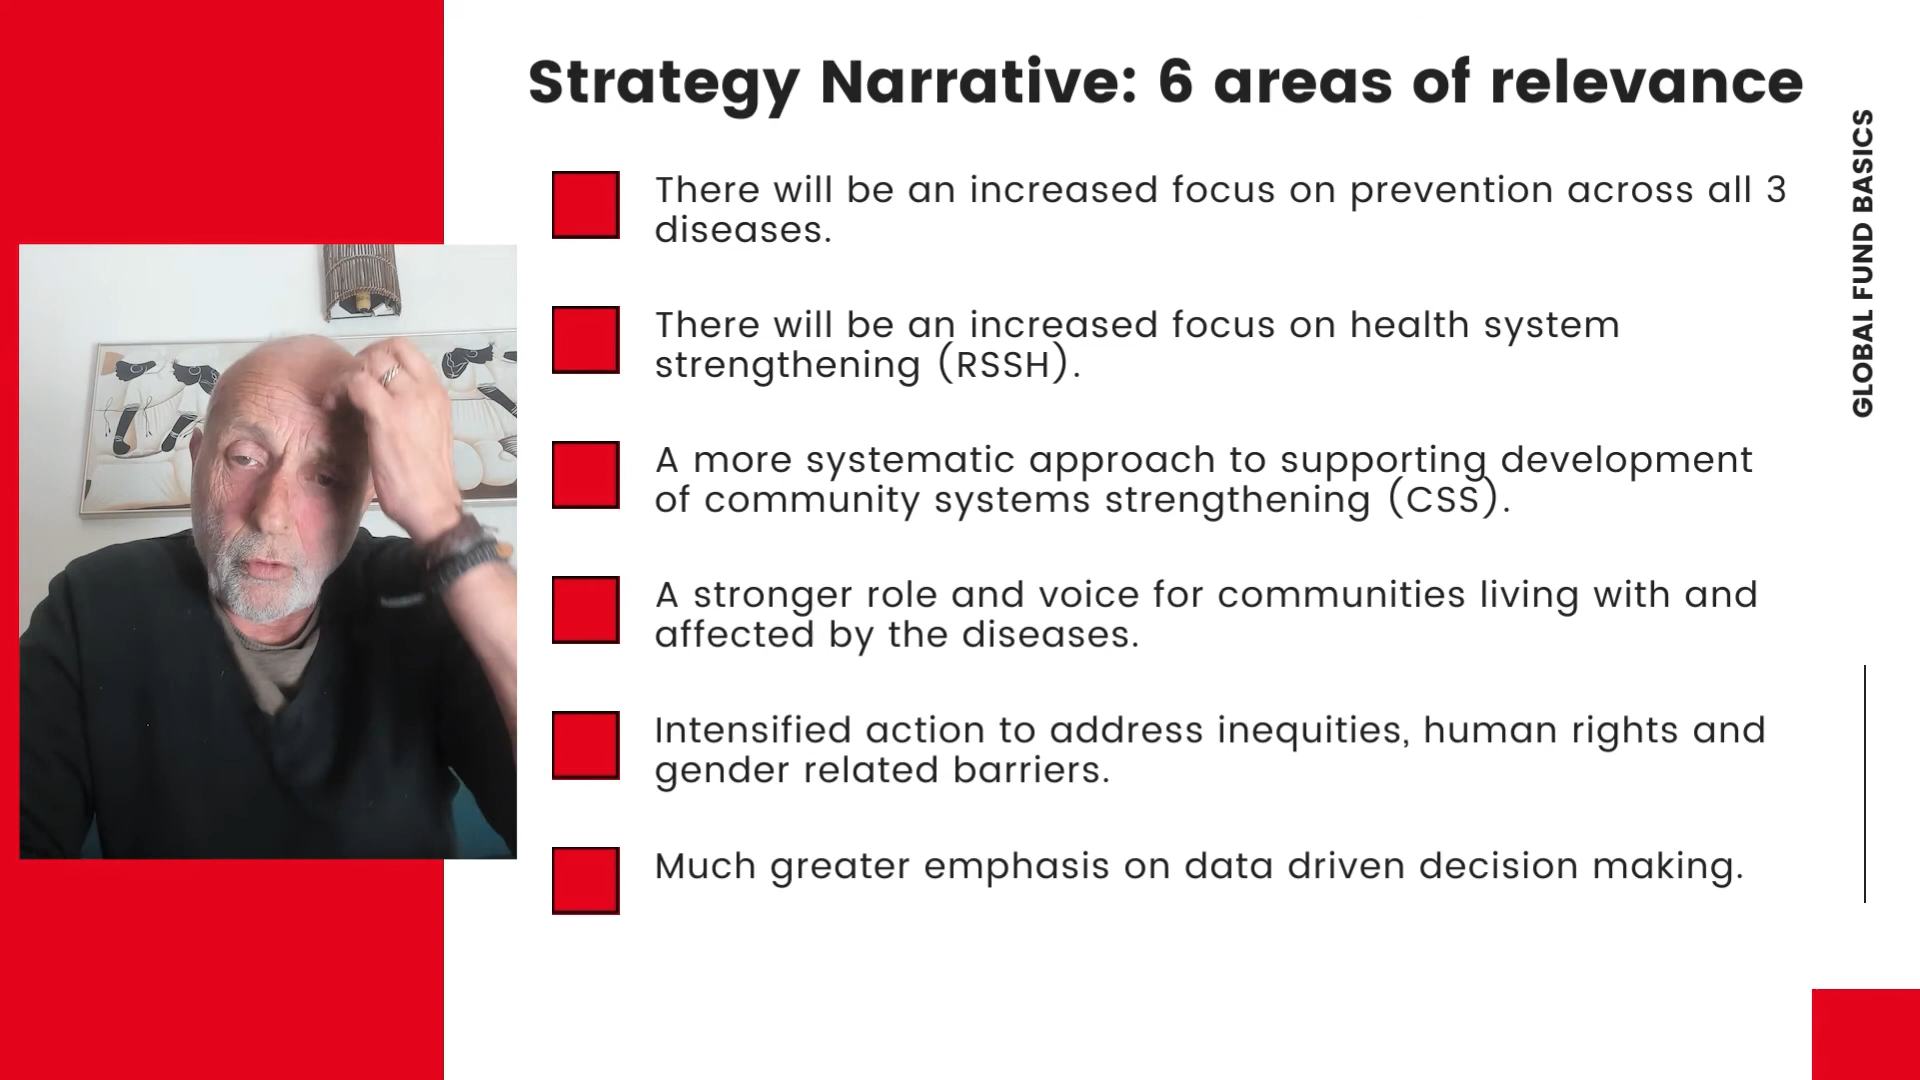 Strategy Narrative: 6 areas of relevance
There will be an increased focus on prevention across all 3
diseases.
There will be an increased focus on health system
strengthening (RSSH).
A more systematic approach to supporting development
of community systems strengthening (CSS).
A stronger role and voice for communities living with and
affected by the diseases.
Intensified action to address inequities, human rights and
gender related barriers.
Much greater emphasis on data driven decision making.
GLOBAL FUND BASICS